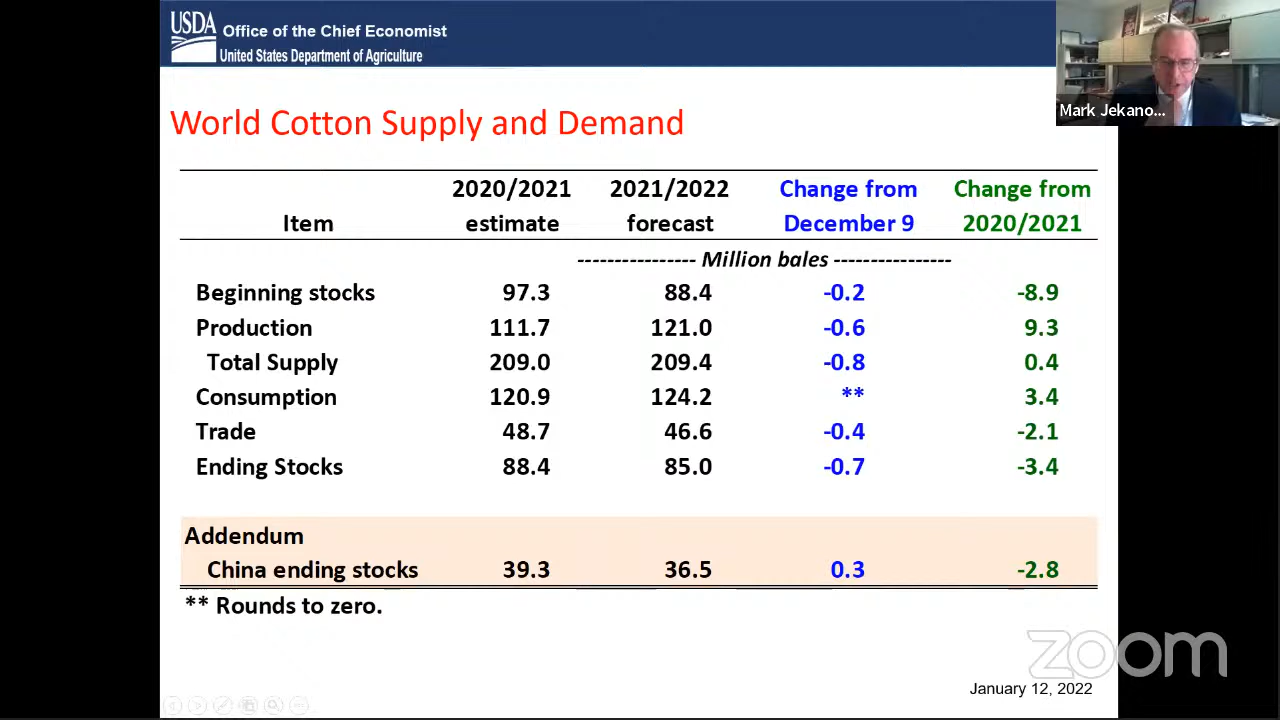 USDA Office of the Chief Economist
United States Department of Agriculture
Mark Jekano...
World Cotton Supply and Demand
Item 2020/2021 estimate 2021/2022 forecast Change from December 9 Change from 2020/2021
---------------- Million bales ----------------
Beginning stocks 97.3 88.4 -0.2 -8.9
Production 111.7 121.0 -0.6 9.3
Total Supply 209.0 209.4 -0.8 0.4
Consumption 120.9 124.2 ** 3.4
Trade 48.7 46.6 -0.4 -2.1
Ending Stocks 88.4 85.0 -0.7 -3.4
Addendum
China ending stocks 39.3 36.5 0.3 -2.8
** Rounds to zero.
zoom
January 12, 2022